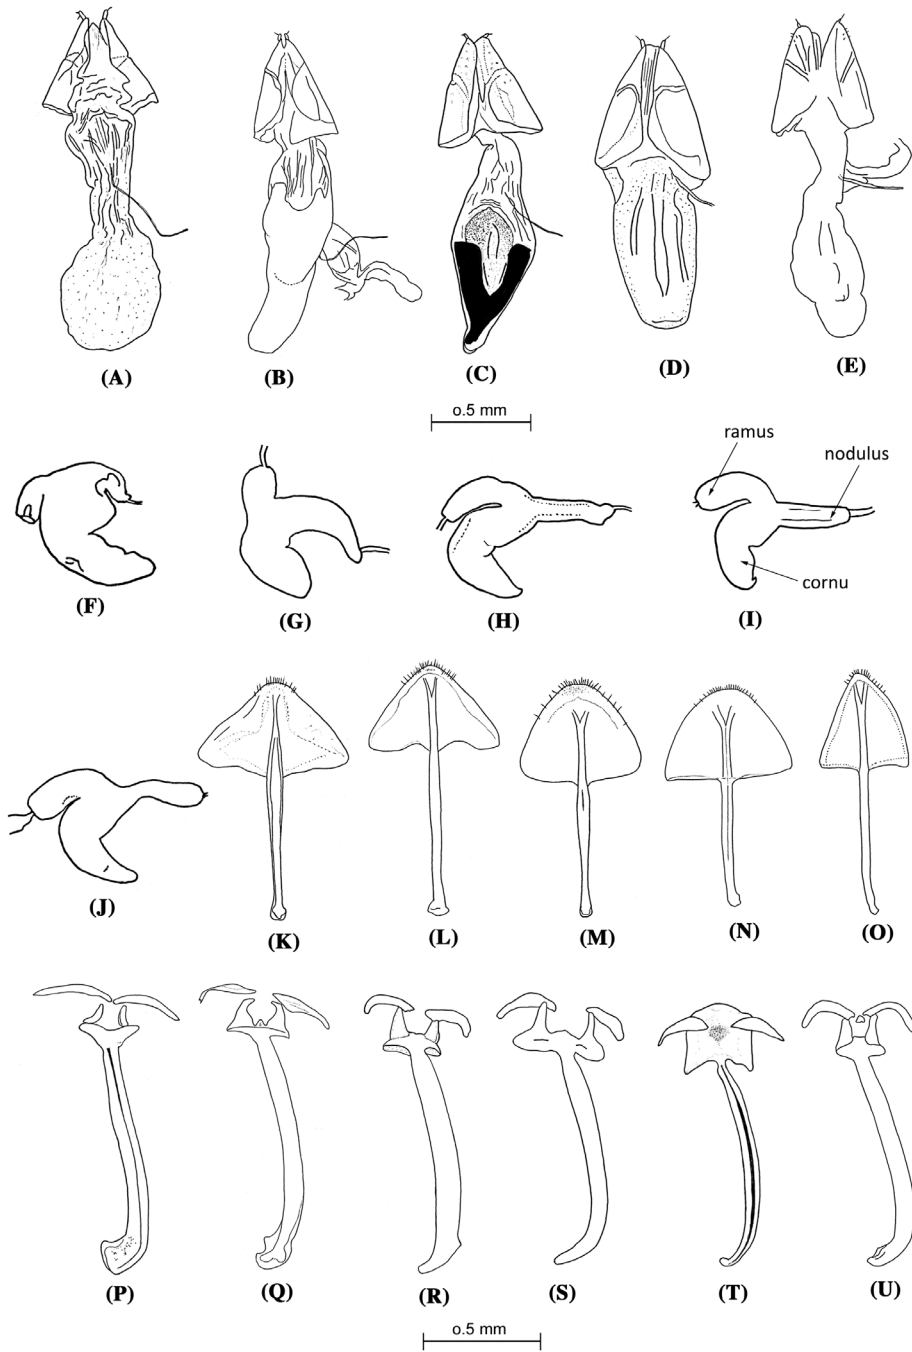 (A) (B) (C) (D) (E)
o.5 mm
ramus
nodulus
cornu
(F) (G) (H) (I)
(J) (K) (L) (M) (N) (O)
(P) (Q) (R) (S) (T) (U)
o.5 mm